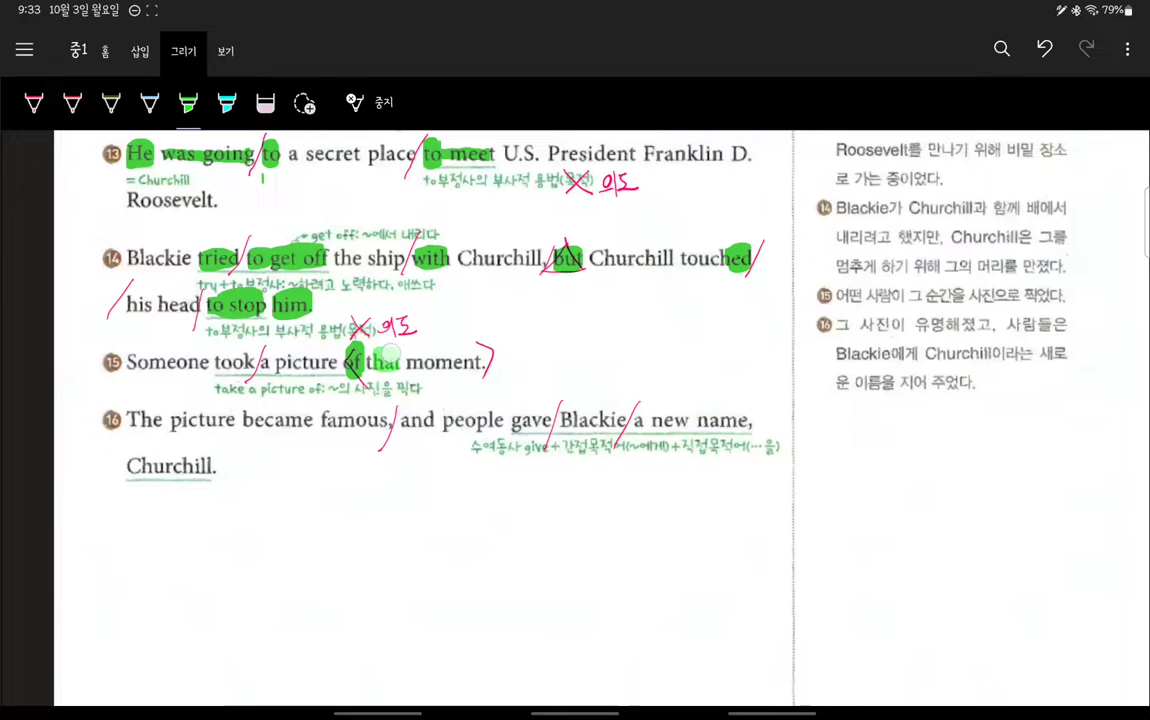 9:33 10월 3일 월요일 79%
중1 홈 삽입 그리기 보기
중지
⑬ He was going to a secret place to meet U.S. President Franklin D.
= Churchill to부정사의 부사적 용법(목적) 의도
Roosevelt.
get off: ~에서 내리다
⑭ Blackie tried to get off the ship with Churchill, but Churchill touched
try+to부정사: ~하려고 노력하다, 애쓰다
his head to stop him.
to부정사의 부사적 용법(목적) 의도
⑮ Someone took a picture of that moment.
take a picture of: ~의 사진을 찍다
⑯ The picture became famous, and people gave Blackie a new name,
수여동사 give+간접목적어(~에게)+직접목적어(…을)
Churchill.
Roosevelt를 만나기 위해 비밀 장소
로 가는 중이었다.
⑭ Blackie가 Churchill과 함께 배에서
내리려고 했지만, Churchill은 그를
멈추게 하기 위해 그의 머리를 만졌다.
⑮ 어떤 사람이 그 순간을 사진으로 찍었다.
⑯ 그 사진이 유명해졌고, 사람들은
Blackie에게 Churchill이라는 새로
운 이름을 지어 주었다.